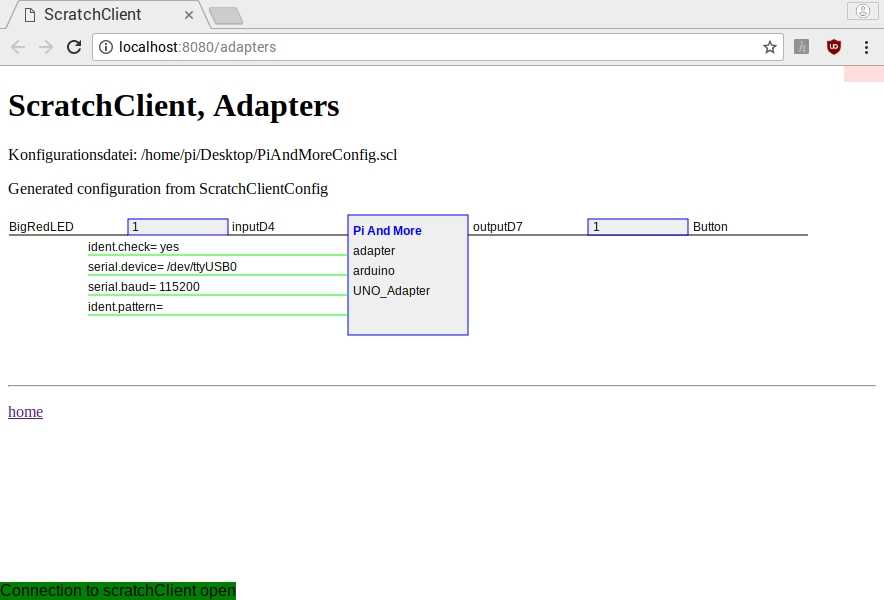 ScratchClient
localhost:8080/adapters
ScratchClient, Adapters
Konfigurationsdatei: /home/pi/Desktop/PiAndMoreConfig.scl
Generated configuration from ScratchClientConfig
BigRedLED 1 inputD4 Pi And More outputD7 1 Button
ident.check= yes adapter
serial.device= /dev/ttyUSB0 arduino
serial.baud= 115200 UNO_Adapter
ident.pattern=
home
Connection to scratchClient open